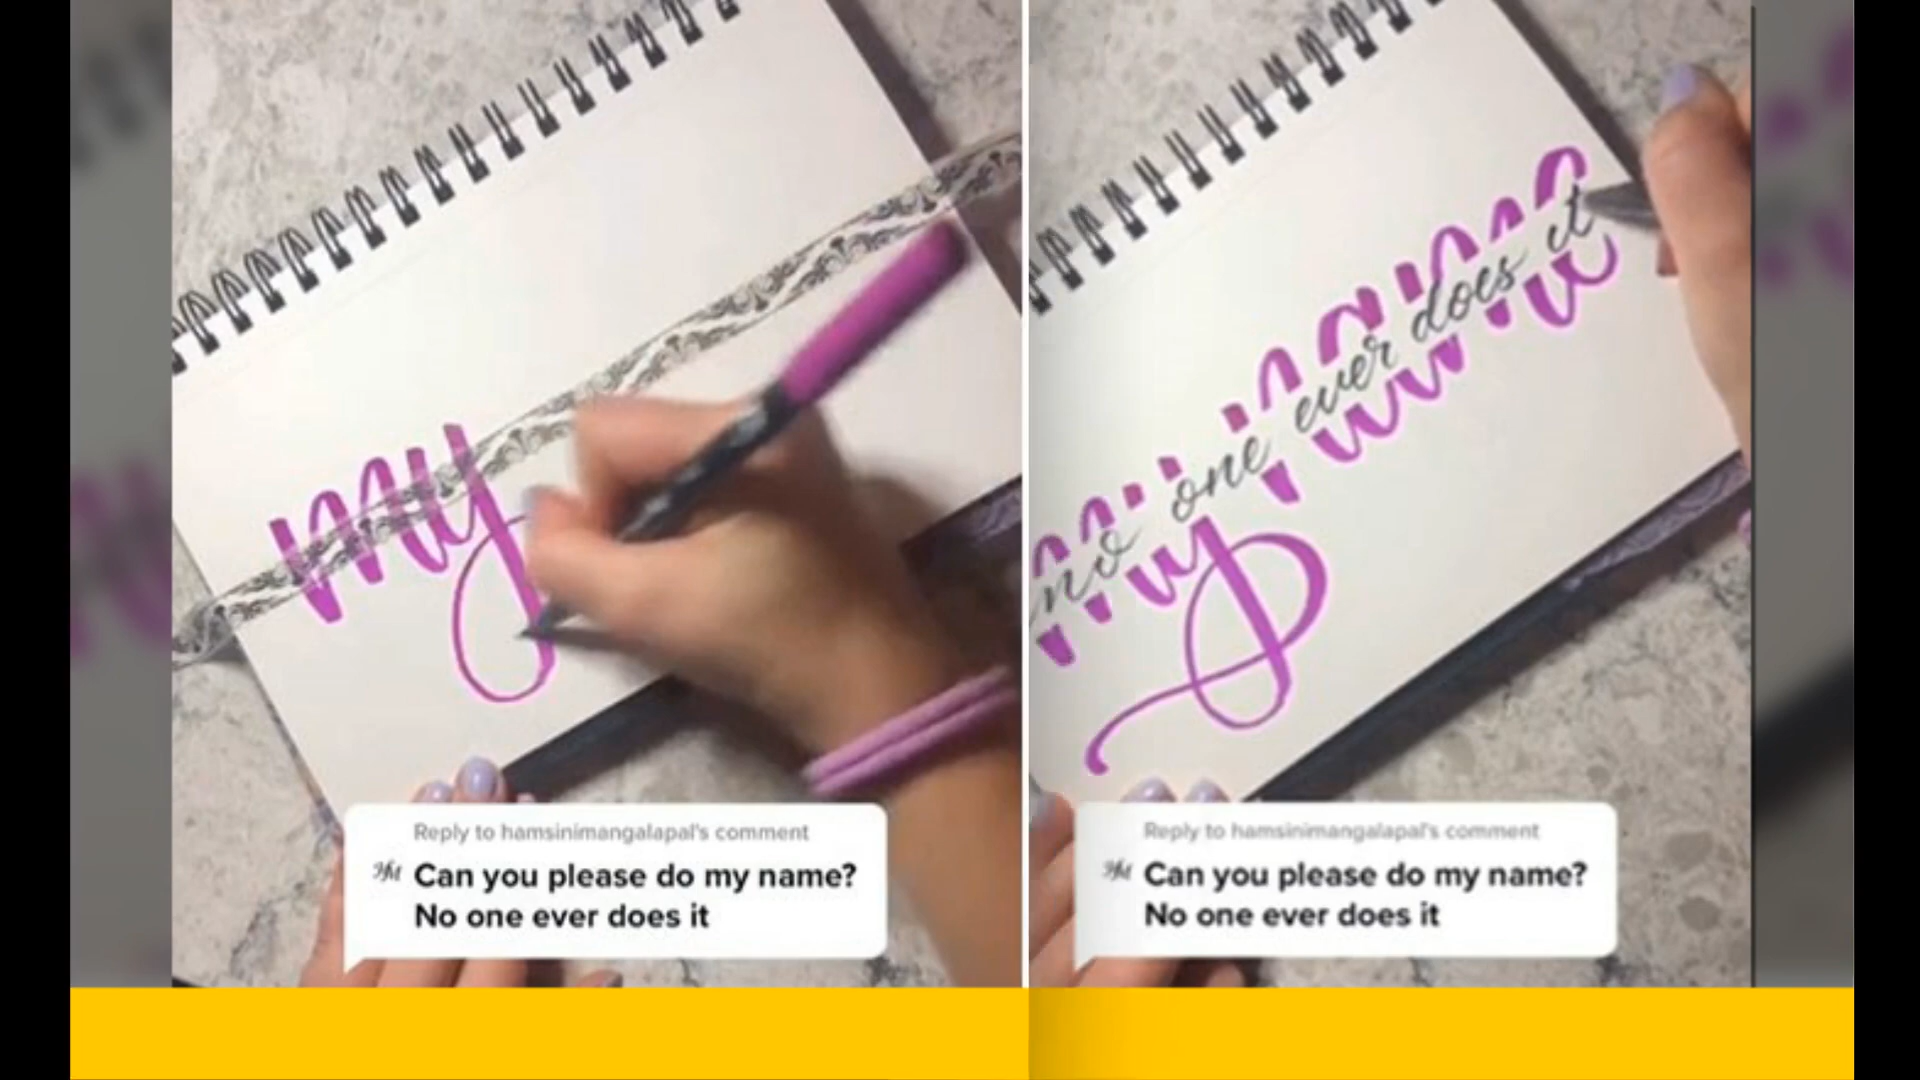 my
Reply to hamsinimangalapal's comment
Can you please do my name?
No one ever does it
my name
no one ever does it
Reply to hamsinimangalapal's comment
Can you please do my name?
No one ever does it